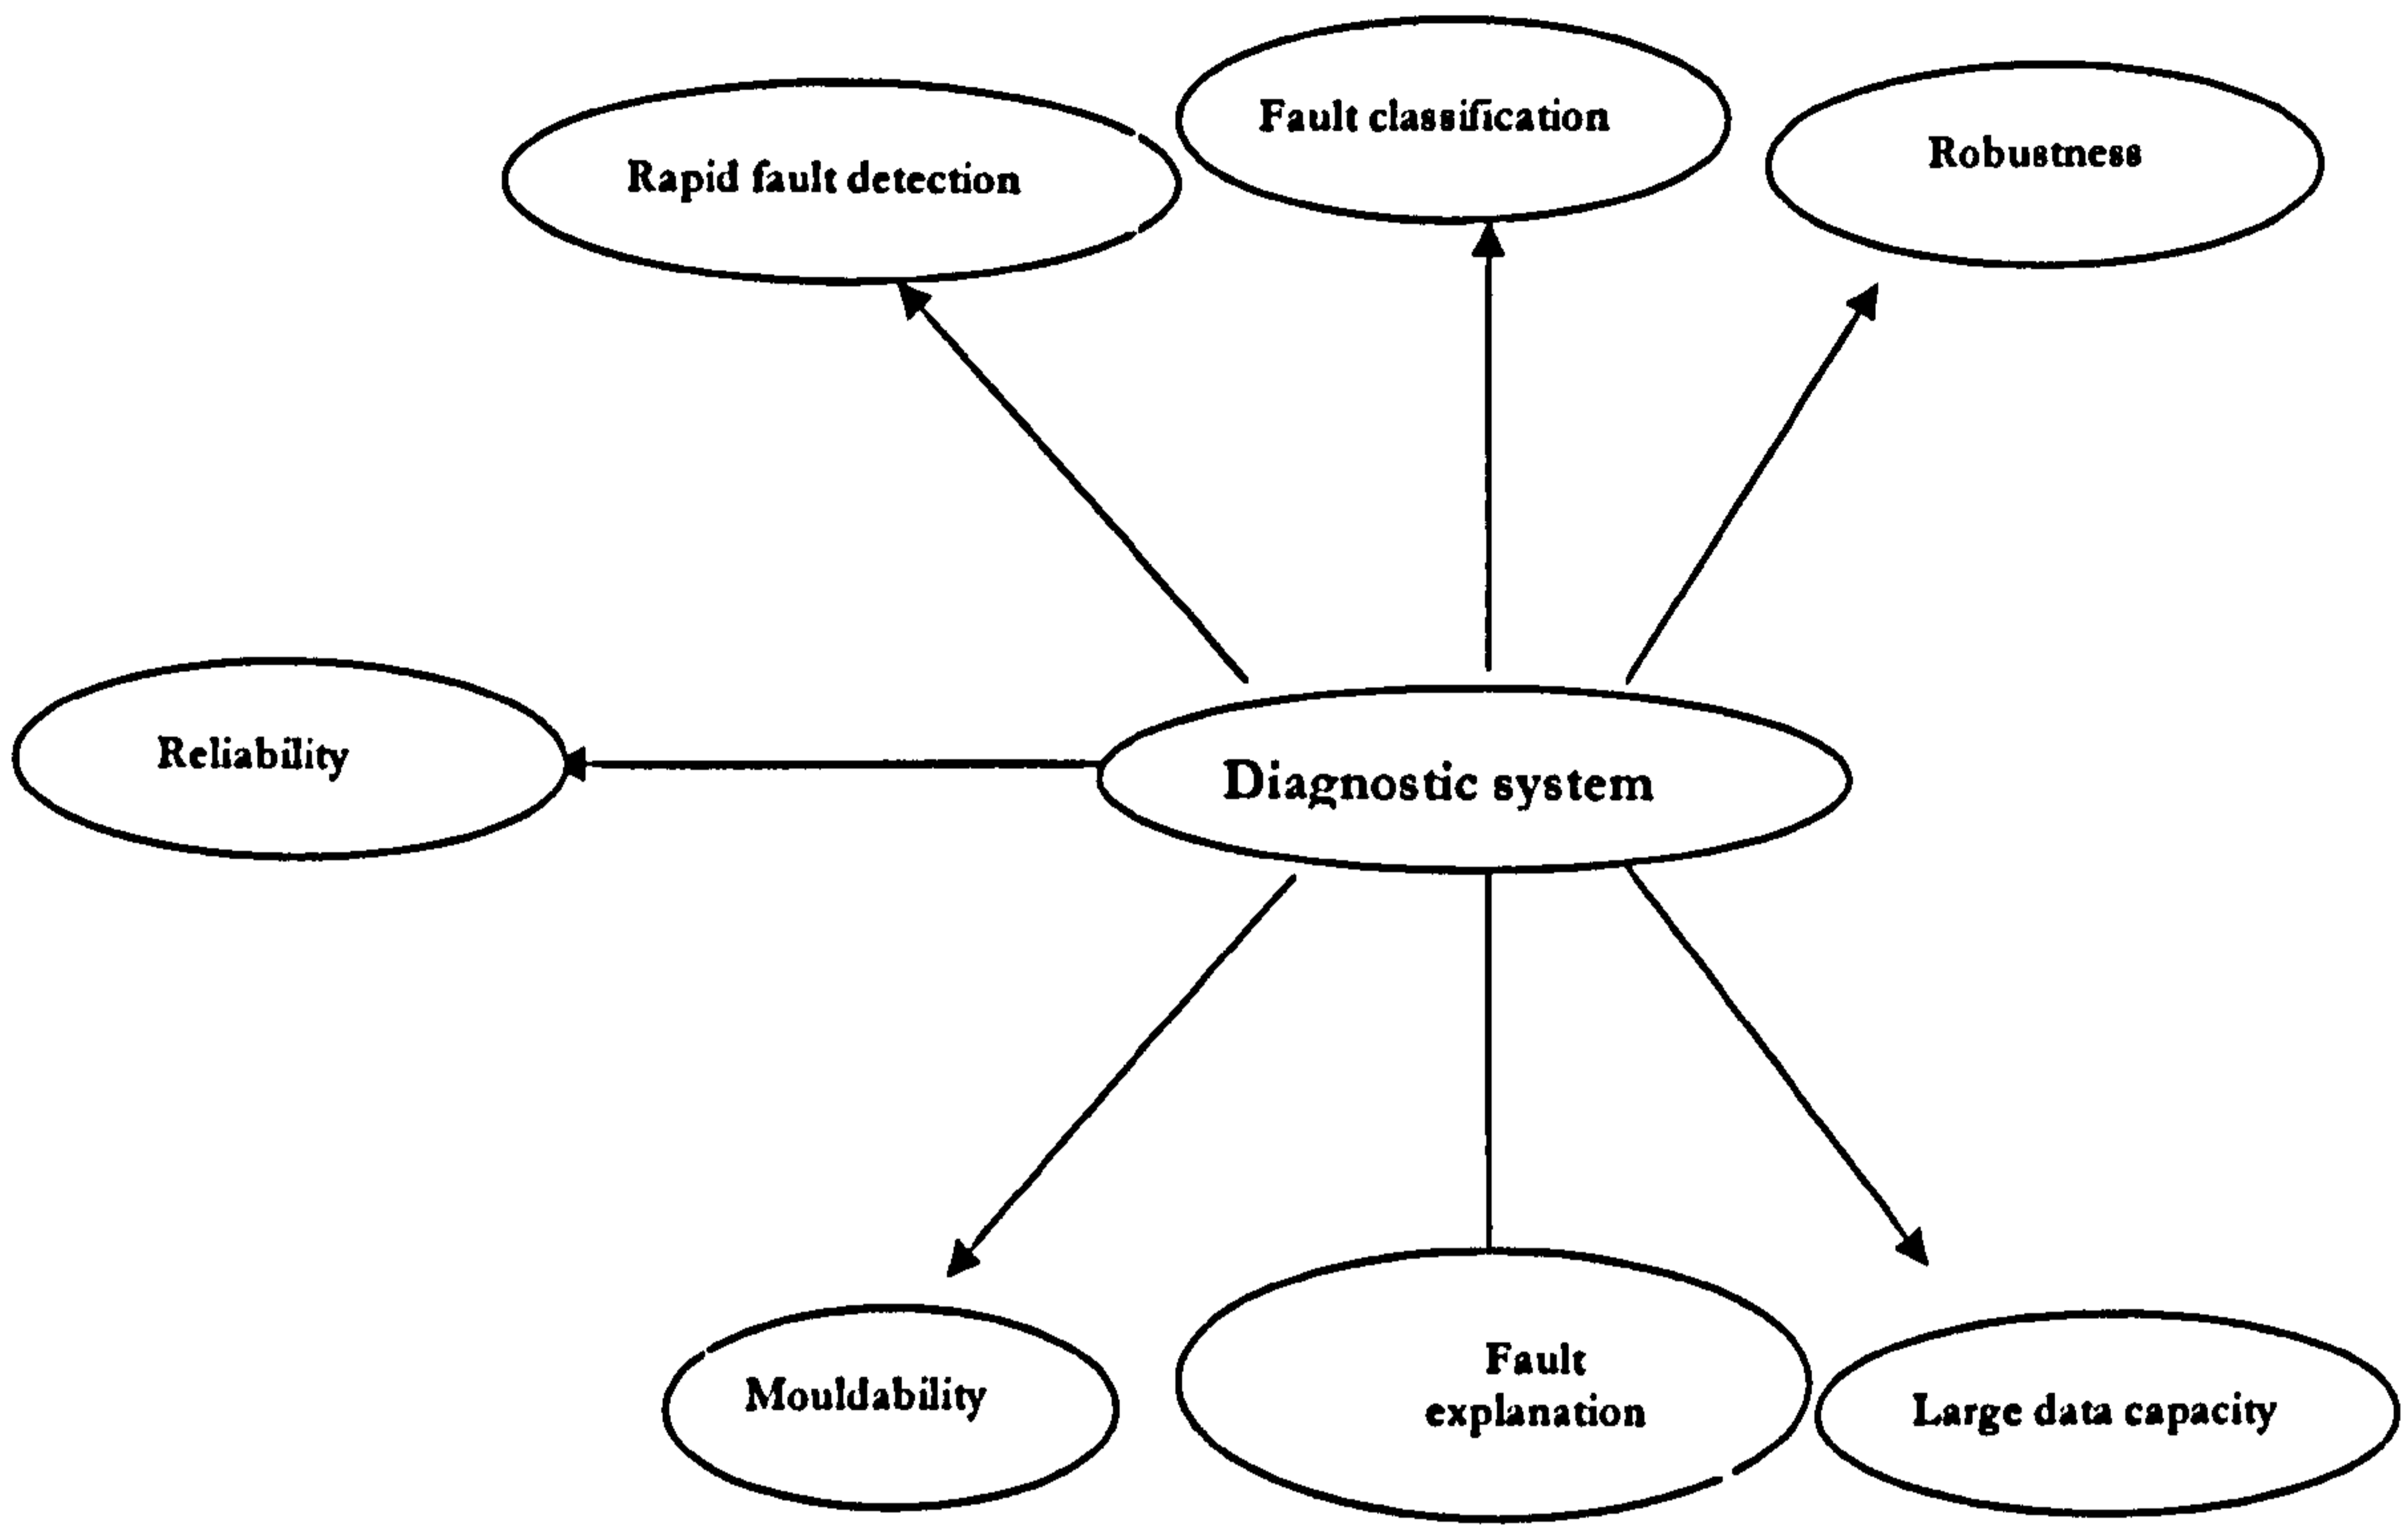 Fault classification
Robustness
Rapid fault detection
Reliability
Diagnostic system
Fault
explanation
Mouldability
Large data capacity